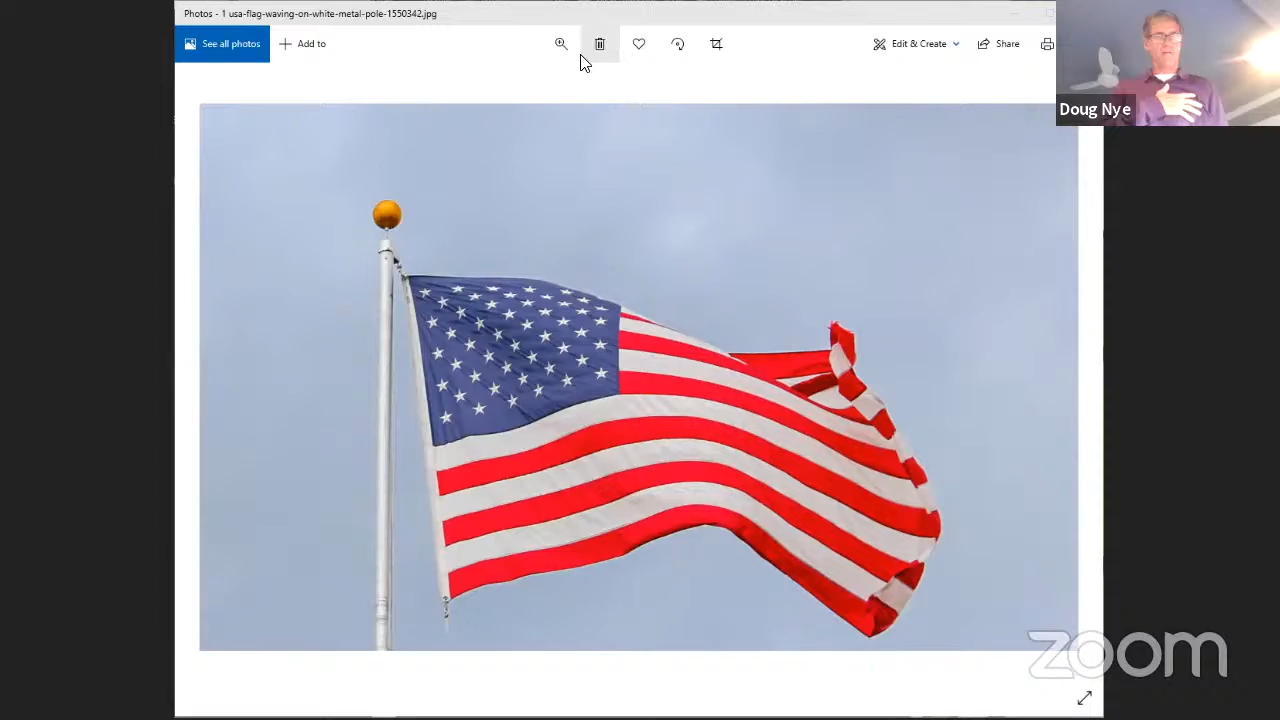 Photos - 1 usa-flag-waving-on-white-metal-pole-1550342.jpg
See all photos
Add to
Edit & Create
Share
Doug Nye
zoom